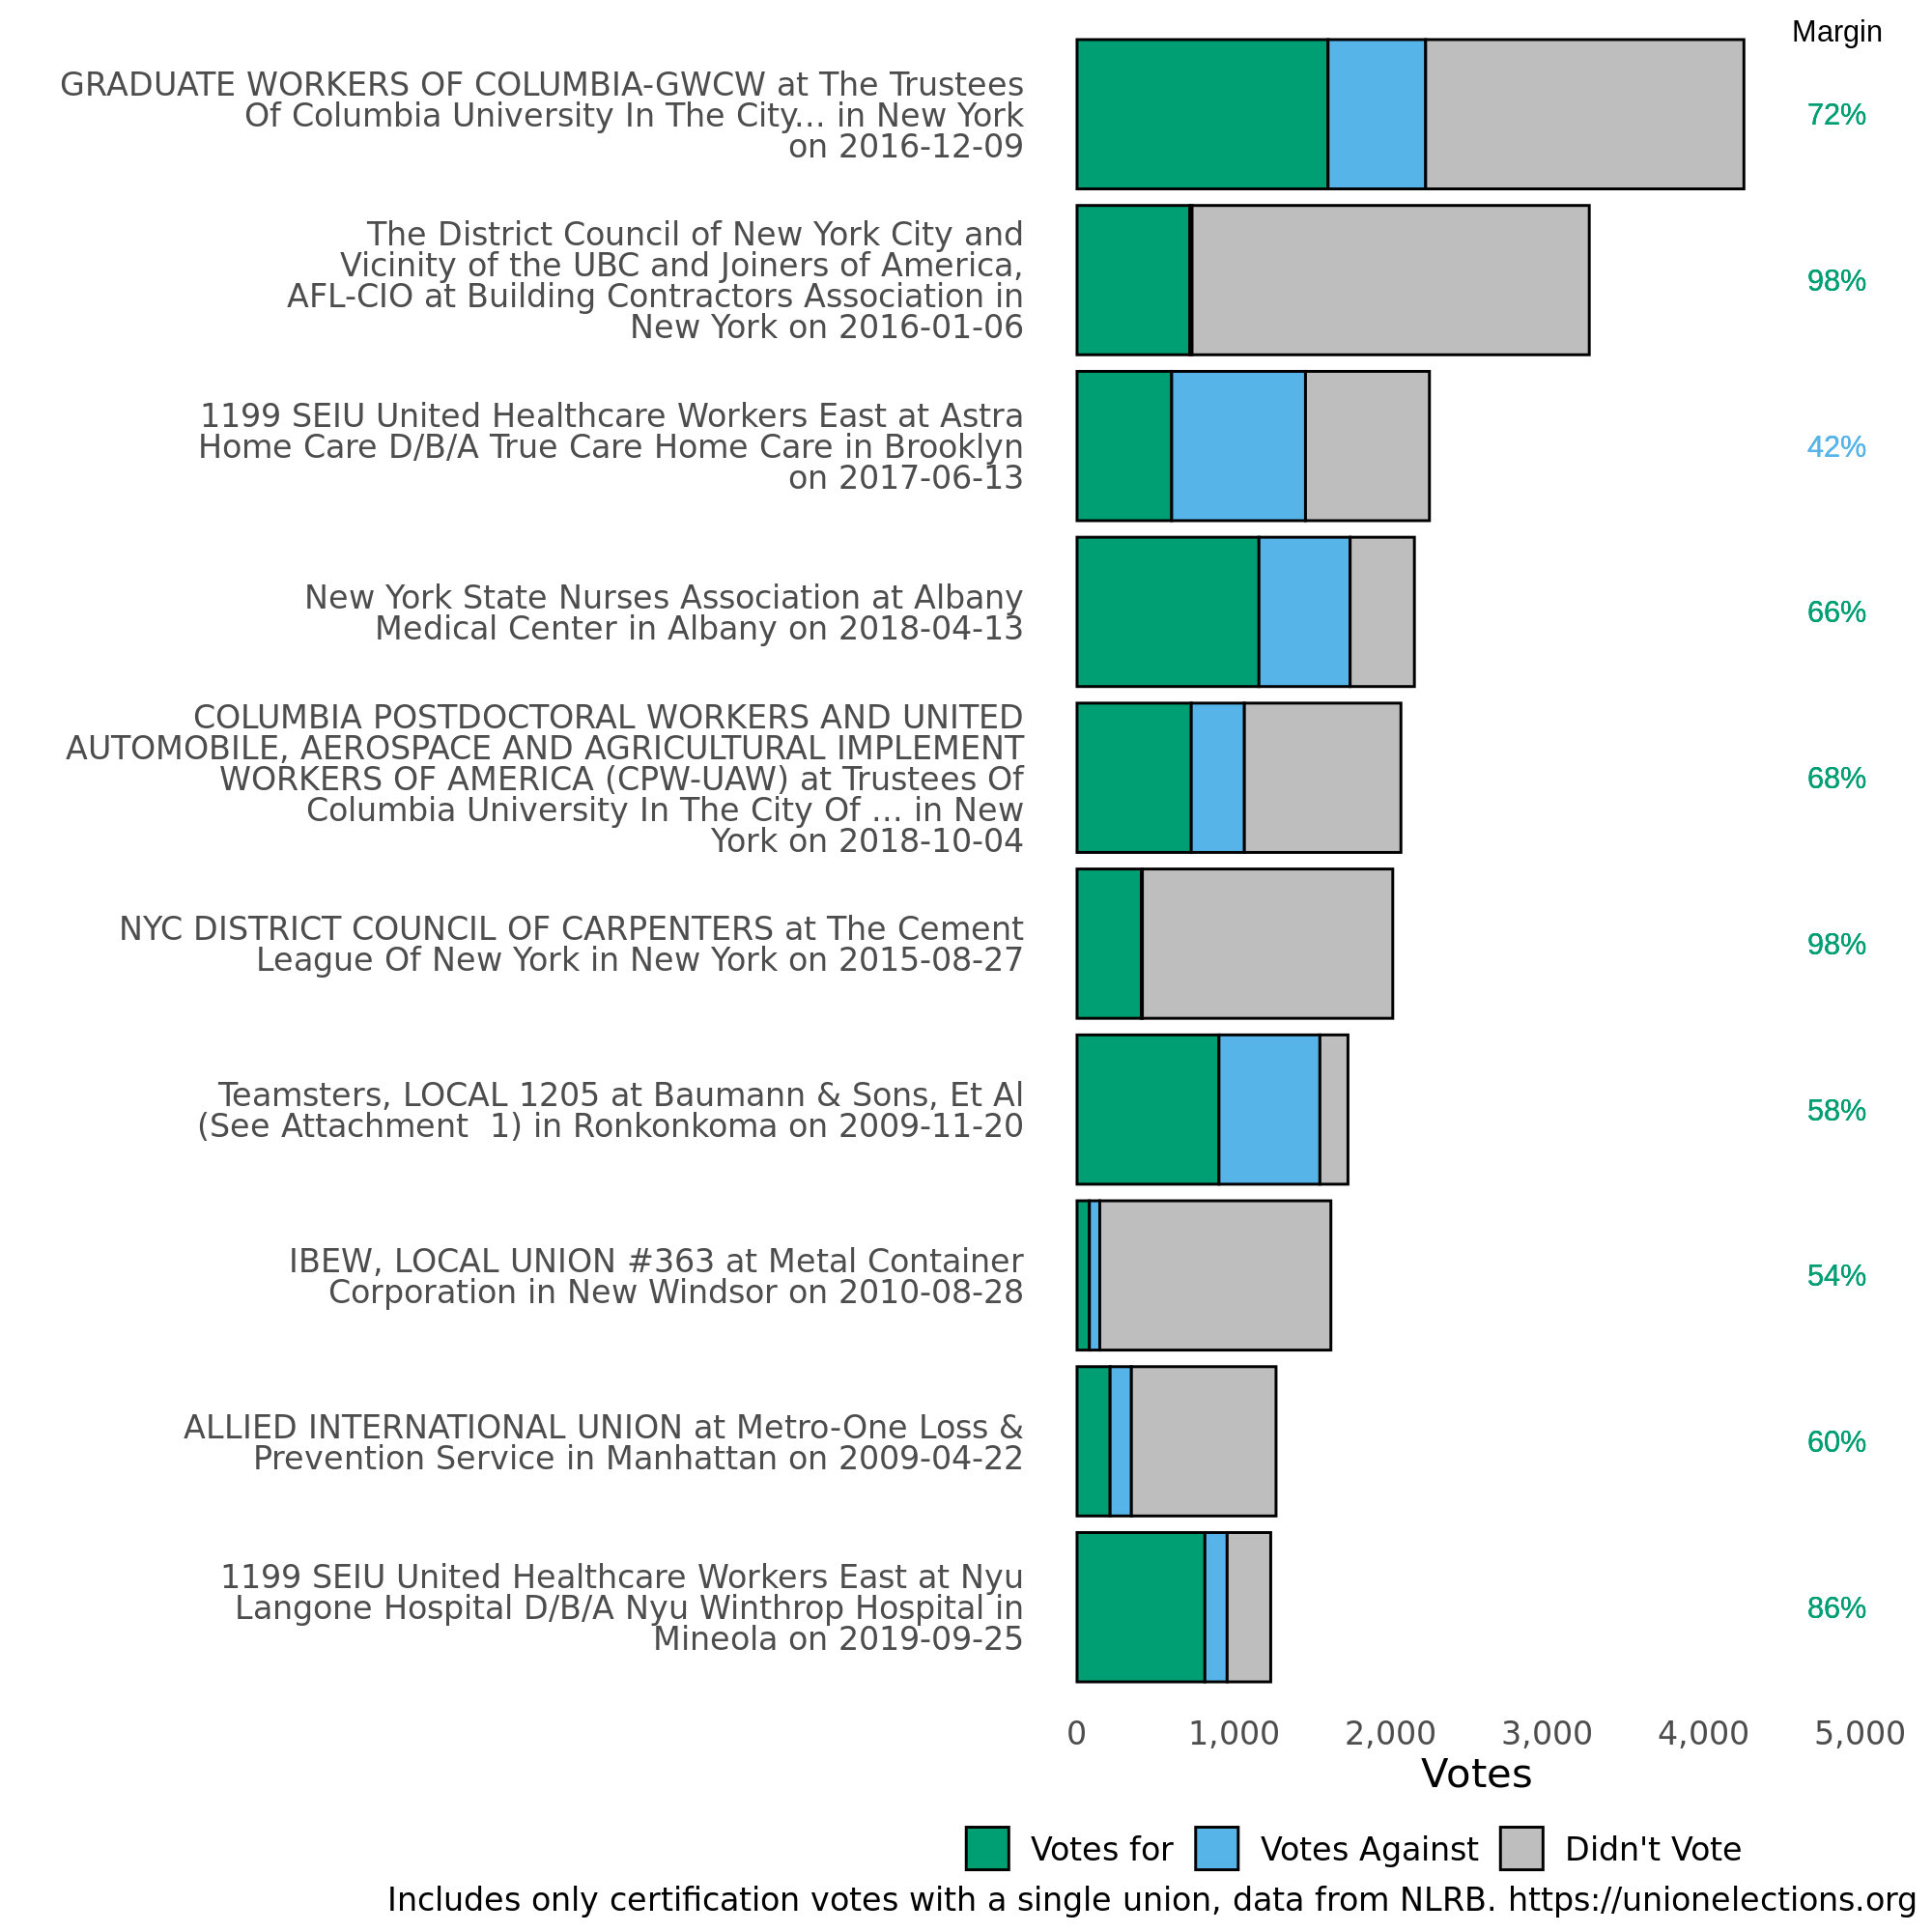 Margin
GRADUATE WORKERS OF COLUMBIA-GWCW at The Trustees
Of Columbia University In The City... in New York
on 2016-12-09
72%
The District Council of New York City and
Vicinity of the UBC and Joiners of America,
AFL-CIO at Building Contractors Association in
New York on 2016-01-06
98%
1199 SEIU United Healthcare Workers East at Astra
Home Care D/B/A True Care Home Care in Brooklyn
on 2017-06-13
42%
New York State Nurses Association at Albany
Medical Center in Albany on 2018-04-13
66%
COLUMBIA POSTDOCTORAL WORKERS AND UNITED
AUTOMOBILE, AEROSPACE AND AGRICULTURAL IMPLEMENT
WORKERS OF AMERICA (CPW-UAW) at Trustees Of
Columbia University In The City Of ... in New
York on 2018-10-04
68%
NYC DISTRICT COUNCIL OF CARPENTERS at The Cement
League Of New York in New York on 2015-08-27
98%
Teamsters, LOCAL 1205 at Baumann & Sons, Et Al
(See Attachment  1) in Ronkonkoma on 2009-11-20
58%
IBEW, LOCAL UNION #363 at Metal Container
Corporation in New Windsor on 2010-08-28
54%
ALLIED INTERNATIONAL UNION at Metro-One Loss &
Prevention Service in Manhattan on 2009-04-22
60%
1199 SEIU United Healthcare Workers East at Nyu
Langone Hospital D/B/A Nyu Winthrop Hospital in
Mineola on 2019-09-25
86%
0 1,000 2,000 3,000 4,000 5,000
Votes
Votes for Votes Against Didn't Vote
Includes only certification votes with a single union, data from NLRB. https://unionelections.org